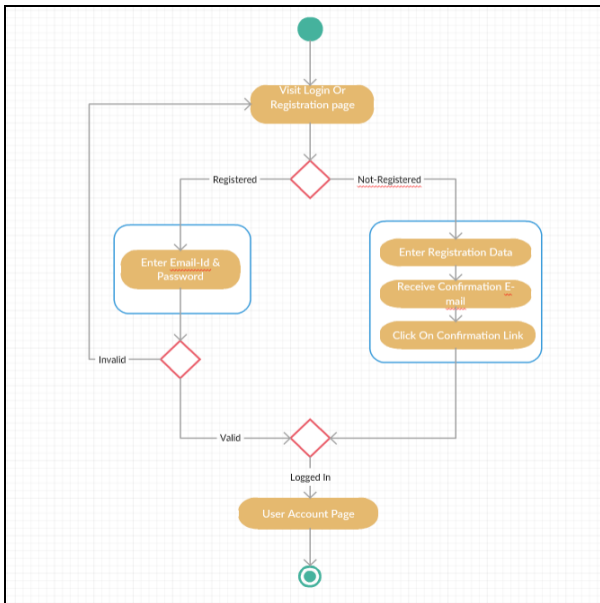 Visit Login Or
Registration page
Registered
Not-Registered
Enter Email-Id &
Password
Enter Registration Data
Receive Confirmation E-
mail
Click On Confirmation Link
Invalid
Valid
Logged In
User Account Page